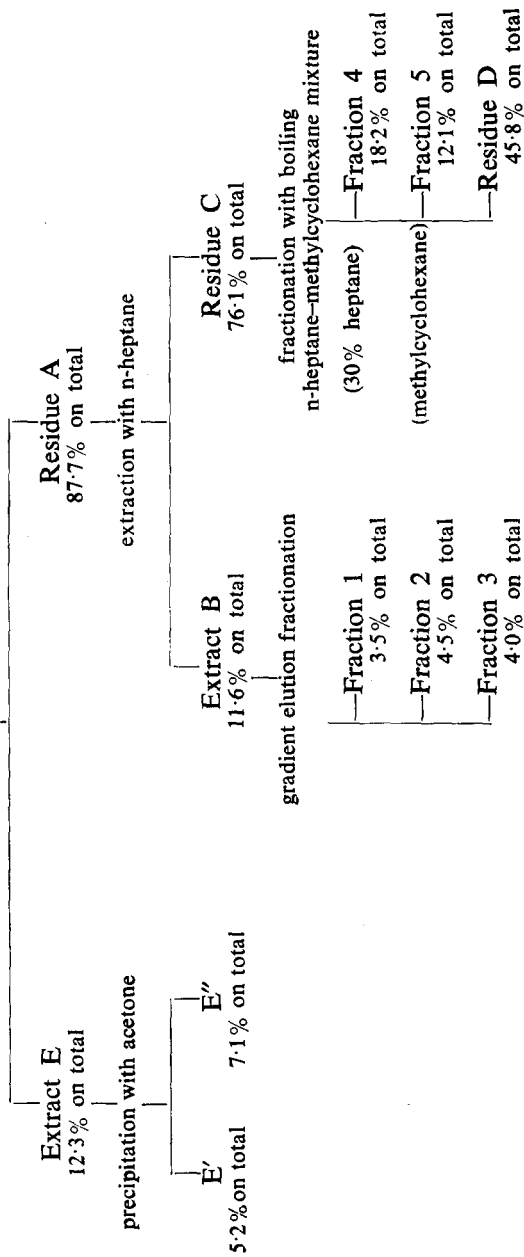 Extract E
12·3% on total
precipitation with acetone
E′
5·2% on total
E″
7·1% on total
Residue A
87·7% on total
extraction with n-heptane
Extract B
11·6% on total
gradient elution fractionation
Fraction 1
3·5% on total
Fraction 2
4·5% on total
Fraction 3
4·0% on total
Residue C
76·1% on total
fractionation with boiling
n-heptane–methylcyclohexane mixture
(30% heptane)
Fraction 4
18·2% on total
(methylcyclohexane)
Fraction 5
12·1% on total
Residue D
45·8% on total